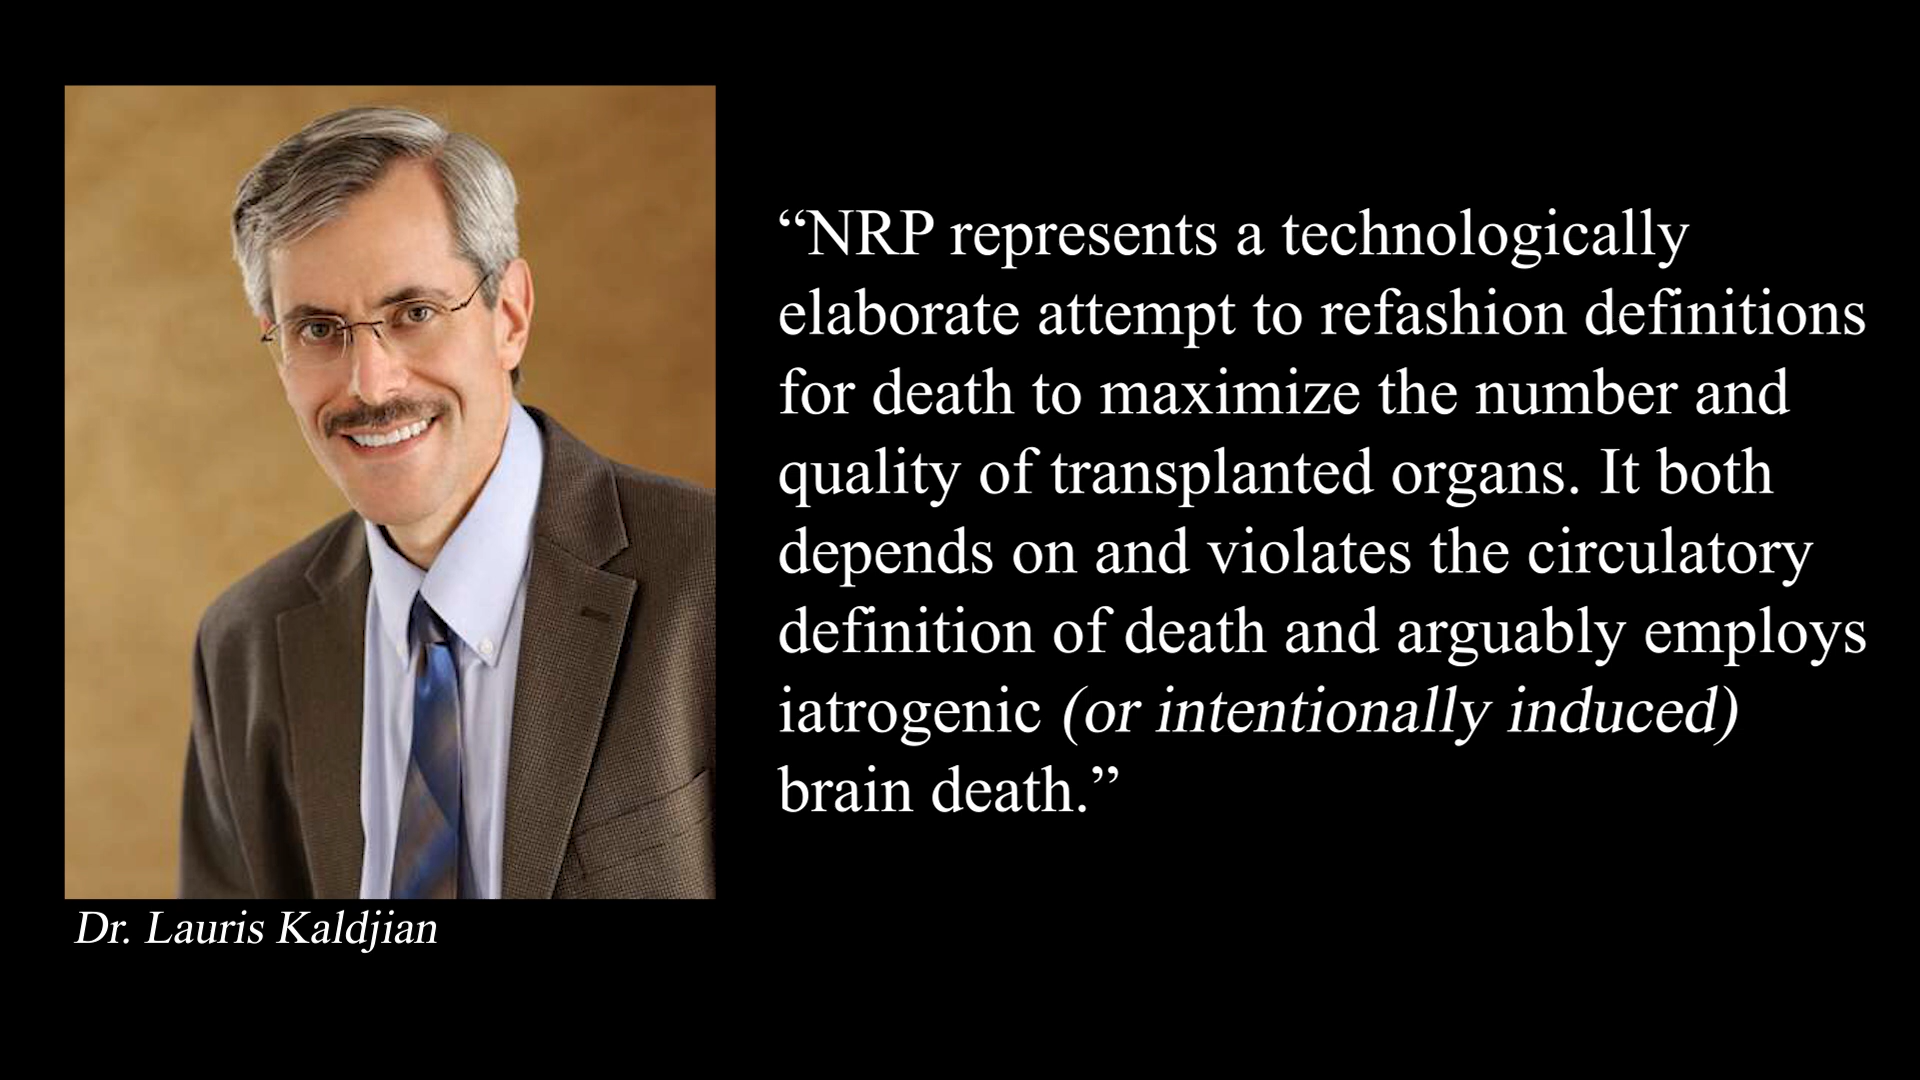 “NRP represents a technologically
elaborate attempt to refashion definitions
for death to maximize the number and
quality of transplanted organs. It both
depends on and violates the circulatory
definition of death and arguably employs
iatrogenic (or intentionally induced)
brain death.”
Dr. Lauris Kaldjian